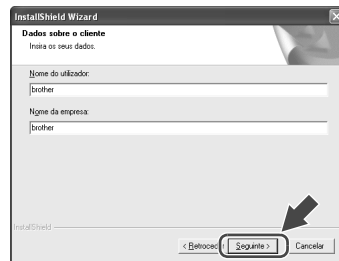 InstallShield Wizard
Dados sobre o cliente
Insira os seus dados.
Nome do utilizador:
brother
Nome da empresa:
brother
InstallShield
< Retroceder Seguinte > Cancelar